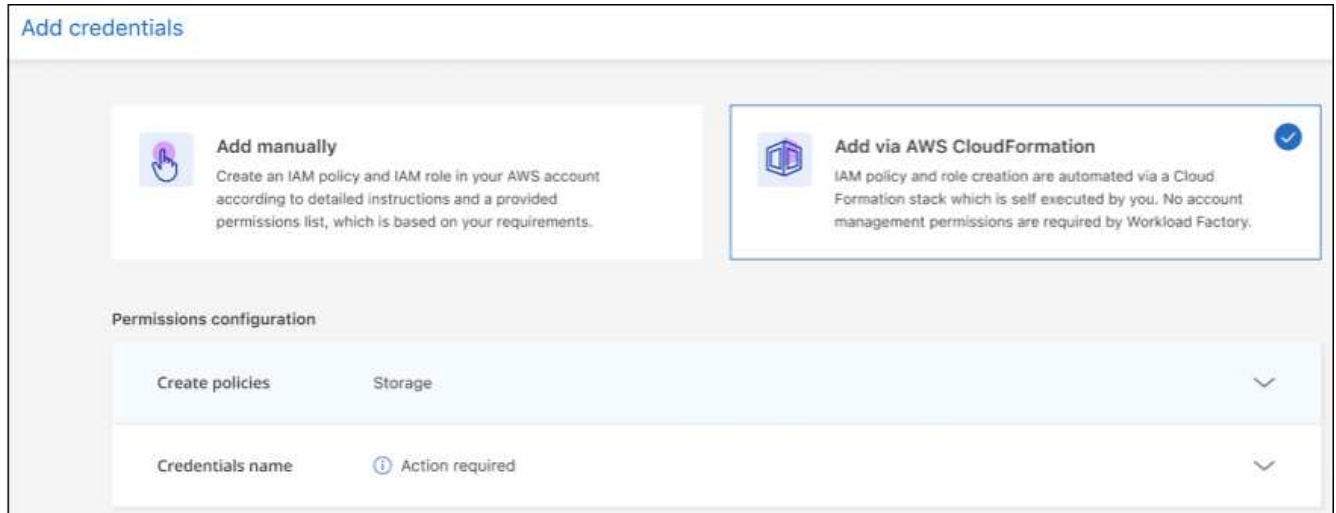 Add credentials
Add manually
Create an IAM policy and IAM role in your AWS account
according to detailed instructions and a provided
permissions list, which is based on your requirements.
Add via AWS CloudFormation
IAM policy and role creation are automated via a Cloud
Formation stack which is self executed by you. No account
management permissions are required by Workload Factory.
Permissions configuration
Create policies Storage
Credentials name Action required